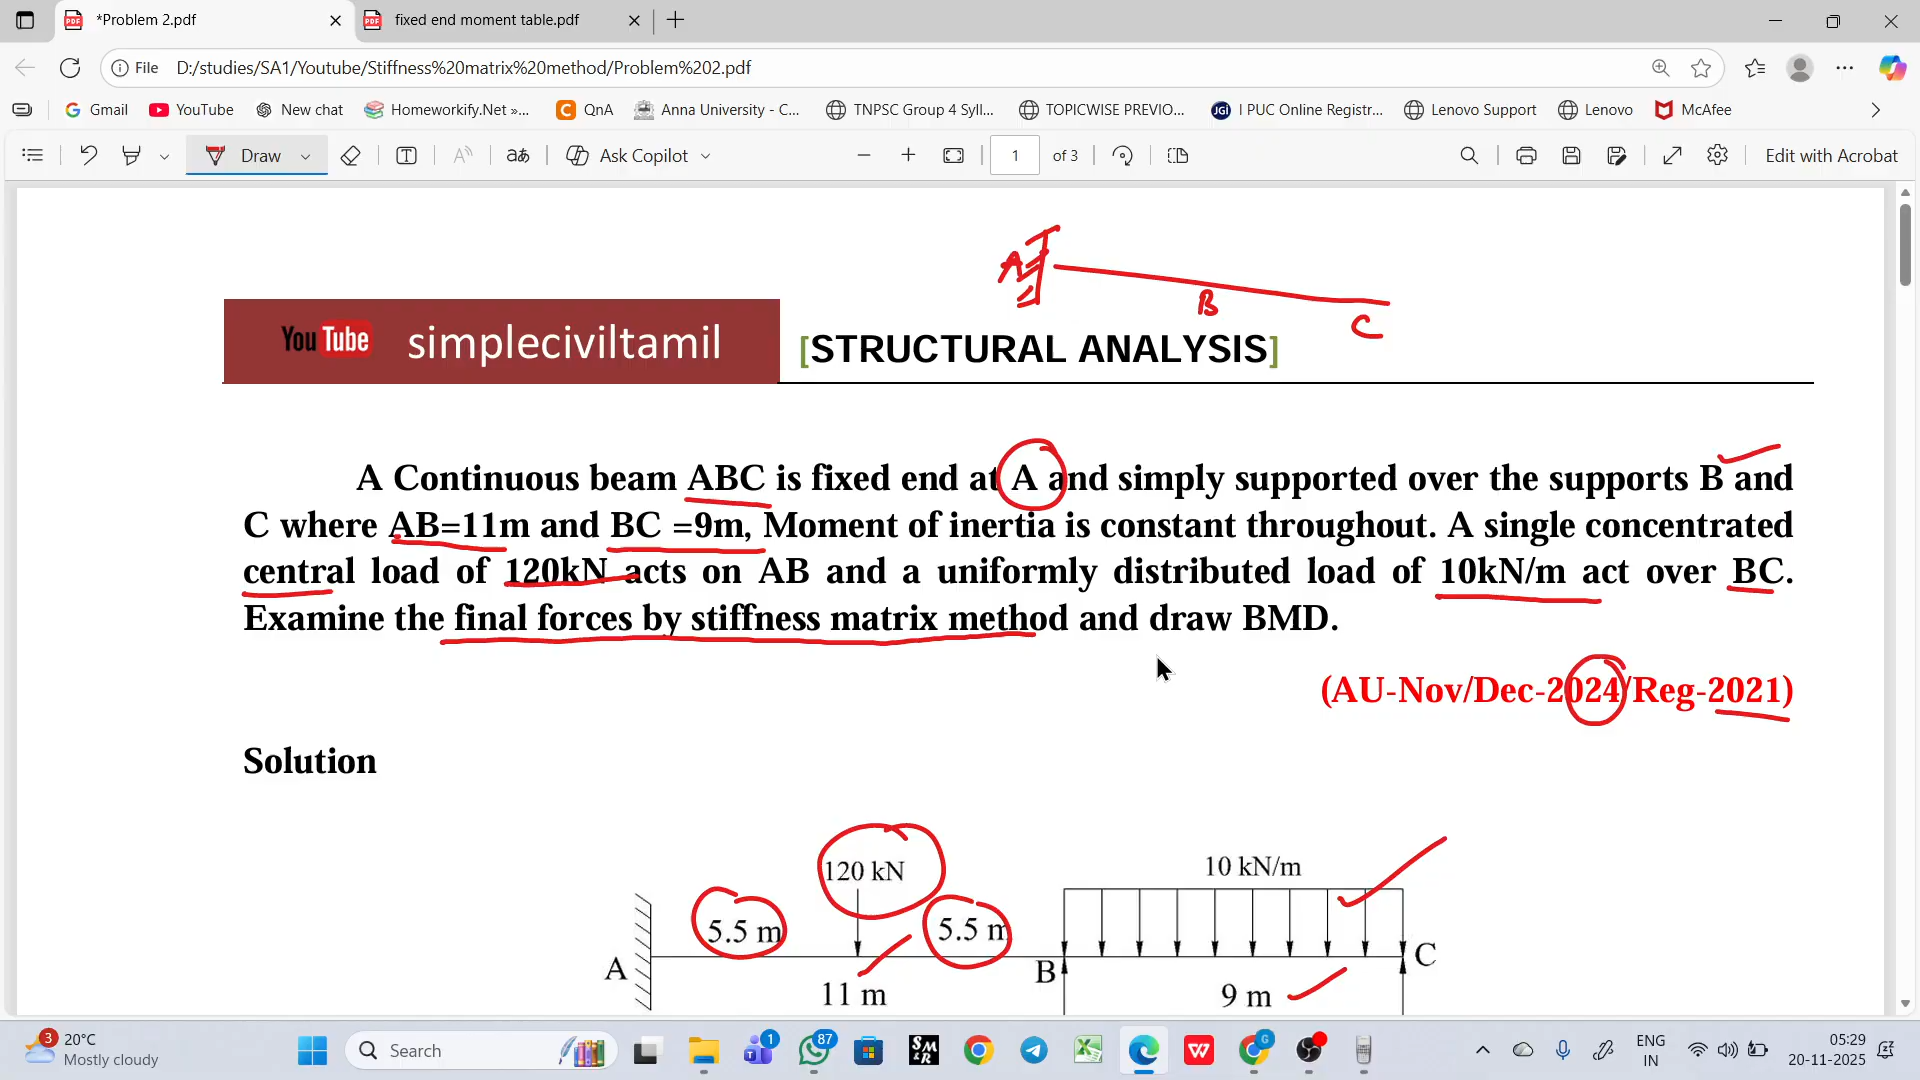 *Problem 2.pdf
fixed end moment table.pdf
File D:/studies/SA1/Youtube/Stiffness%20matrix%20method/Problem%202.pdf
Gmail YouTube New chat Homeworkify.Net »... QnA Anna University - C... TNPSC Group 4 Syll... TOPICWISE PREVIO... JGi I PUC Online Registr... Lenovo Support Lenovo McAfee
Draw aあ Ask Copilot 1 of 3 Edit with Acrobat
A
B
C
YouTube simpleciviltamil
[STRUCTURAL ANALYSIS]
A Continuous beam ABC is fixed end at A and simply supported over the supports B and
C where AB=11m and BC =9m, Moment of inertia is constant throughout. A single concentrated
central load of 120kN acts on AB and a uniformly distributed load of 10kN/m act over BC.
Examine the final forces by stiffness matrix method and draw BMD.
(AU-Nov/Dec-2024/Reg-2021)
Solution
120 kN
10 kN/m
5.5 m
5.5 m
A
B
C
11 m
9 m
3
20°C
Mostly cloudy
Search
1
87
SM&R
G
ENG
IN
05:29
20-11-2025